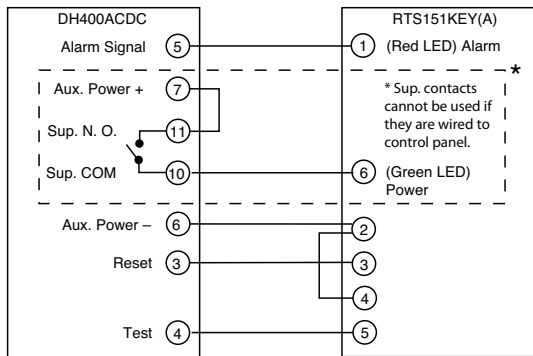 DH400ACDC RTS151KEY(A)
Alarm Signal 5 1 (Red LED) Alarm
*
Aux. Power + 7
* Sup. contacts
cannot be used if
they are wired to
control panel.
Sup. N. O. 11
Sup. COM 10 6 (Green LED)
Power
Aux. Power – 6 2
Reset 3 3
4
Test 4 5